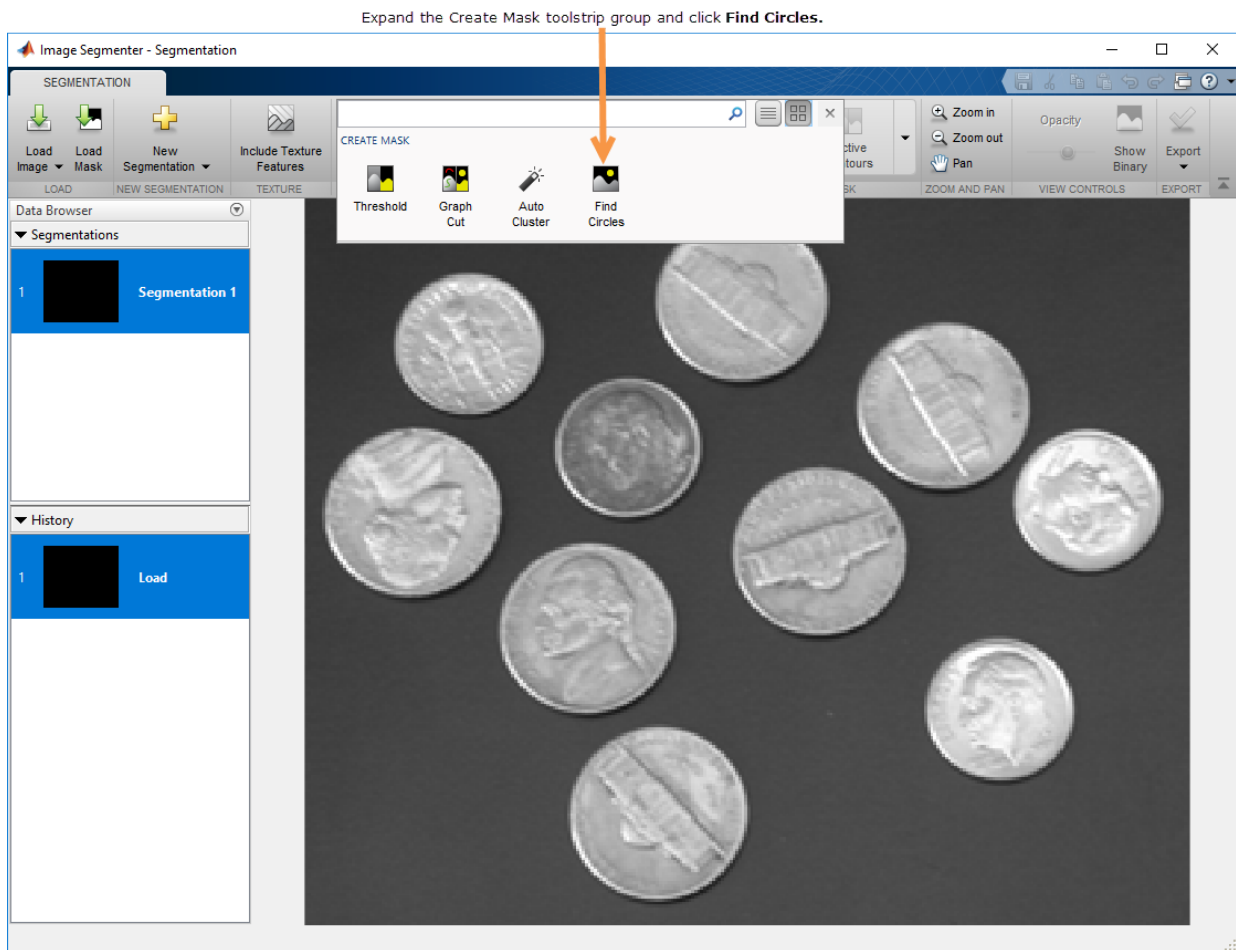 Expand the Create Mask toolstrip group and click Find Circles.
Image Segmenter - Segmentation
SEGMENTATION
Load Image
Load Mask
New Segmentation
Include Texture Features
CREATE MASK
Threshold
Graph Cut
Auto Cluster
Find Circles
ctive
tours
Zoom in
Zoom out
Pan
Opacity
Show Binary
Export
LOAD
NEW SEGMENTATION
TEXTURE
SK
ZOOM AND PAN
VIEW CONTROLS
EXPORT
Data Browser
Segmentations
1
Segmentation 1
History
1
Load